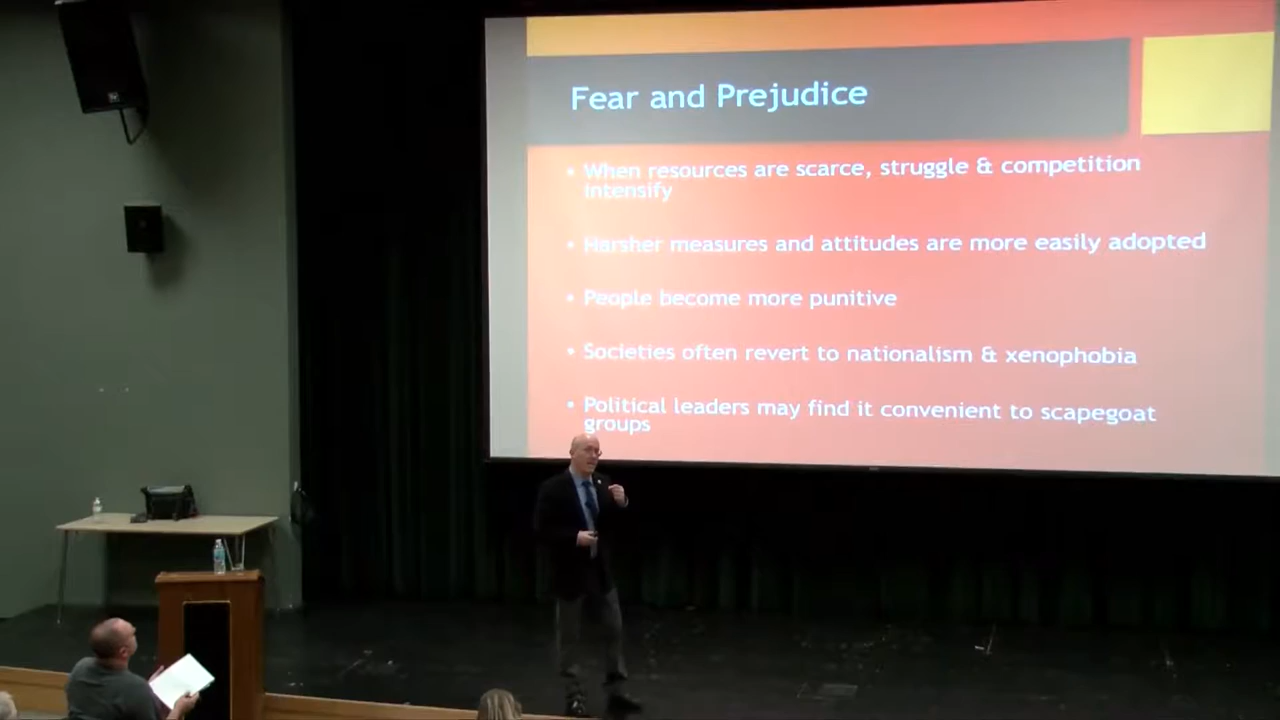 Fear and Prejudice
• When resources are scarce, struggle & competition
intensify
• Harsher measures and attitudes are more easily adopted
• People become more punitive
• Societies often revert to nationalism & xenophobia
• Political leaders may find it convenient to scapegoat
groups